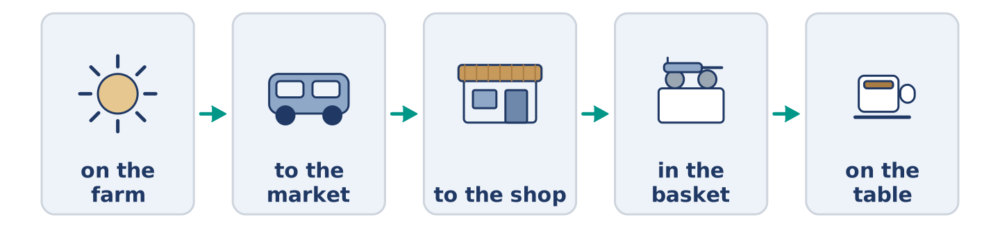 on the
farm
to the
market
to the shop
in the
basket
on the
table